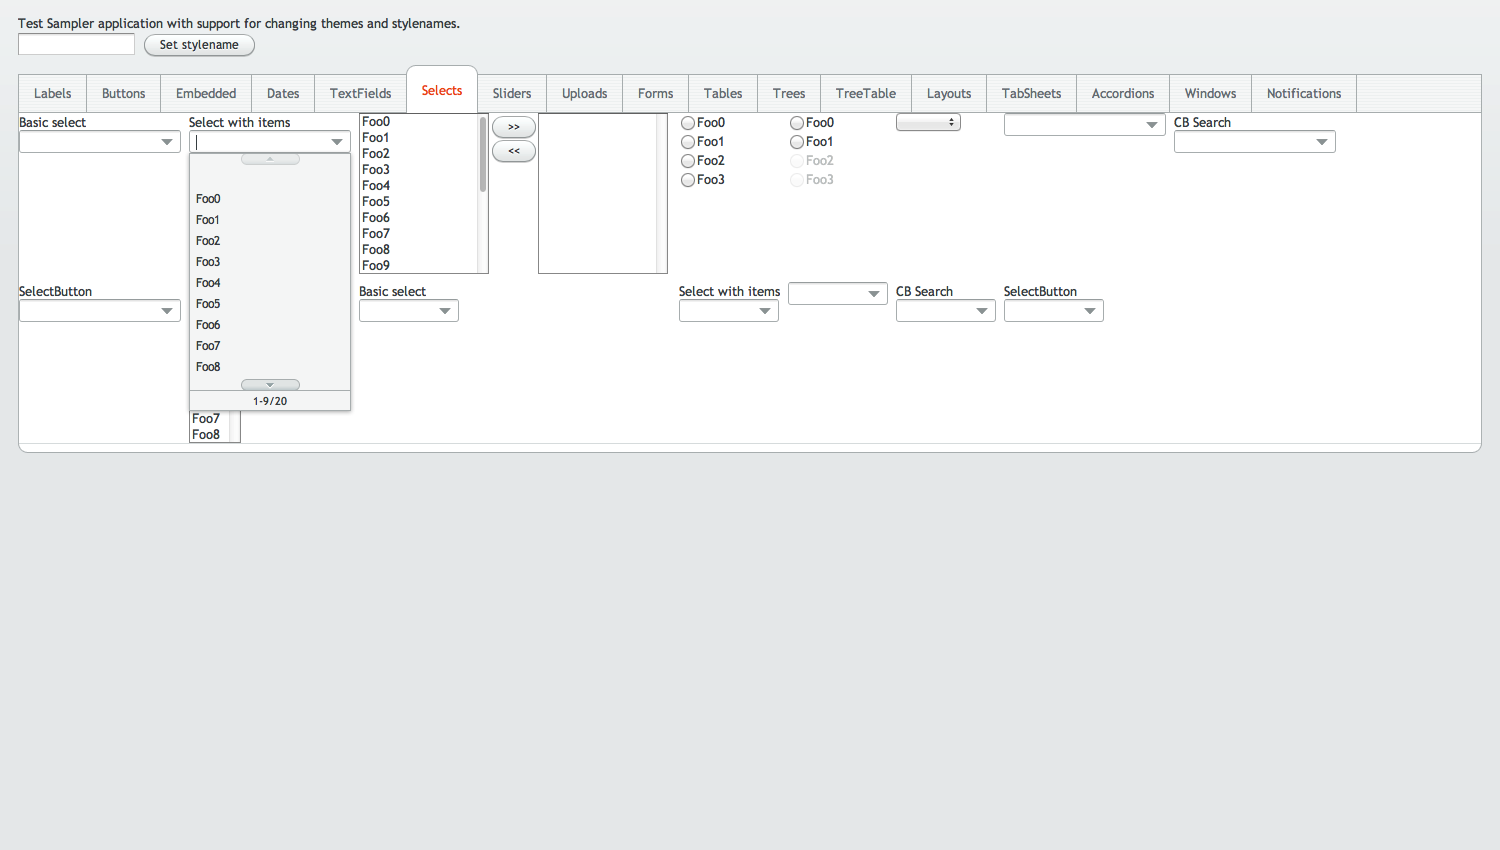 Test Sampler application with support for changing themes and stylenames.
Set stylename
Labels Buttons Embedded Dates TextFields Selects Sliders Uploads Forms Tables Trees TreeTable Layouts TabSheets Accordions Windows Notifications
Basic select
Select with items
Foo0
Foo1
Foo2
Foo3
Foo4
Foo5
Foo6
Foo7
Foo8
1-9/20
Foo7
Foo8
Foo0
Foo1
Foo2
Foo3
Foo4
Foo5
Foo6
Foo7
Foo8
Foo9
>>
<<
Foo0
Foo1
Foo2
Foo3
Foo0
Foo1
Foo2
Foo3
CB Search
SelectButton
Basic select
Select with items
CB Search
SelectButton